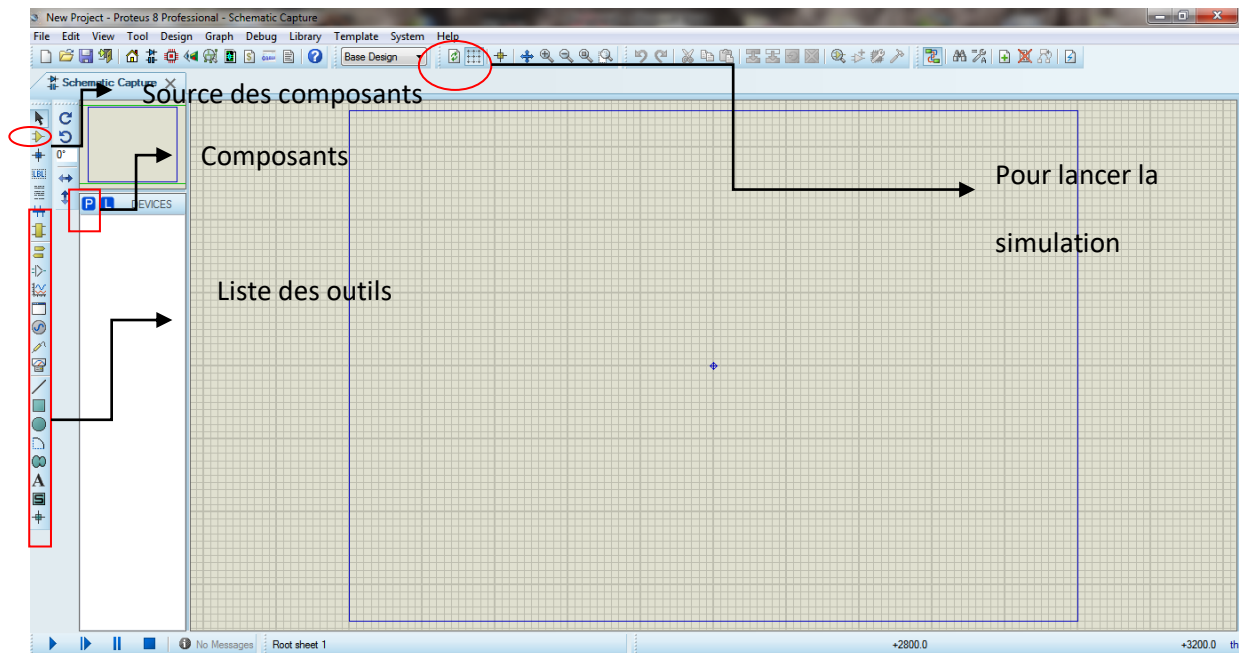 New Project - Proteus 8 Professional - Schematic Capture
File Edit View Tool Design Graph Debug Library Template System Help
Base Design
Schematic Capture
Source des composants
0°
LBL
Composants
P L DEVICES
Pour lancer la
simulation
Liste des outils
A
S
No Messages
Root sheet 1
+2800.0
+3200.0
th